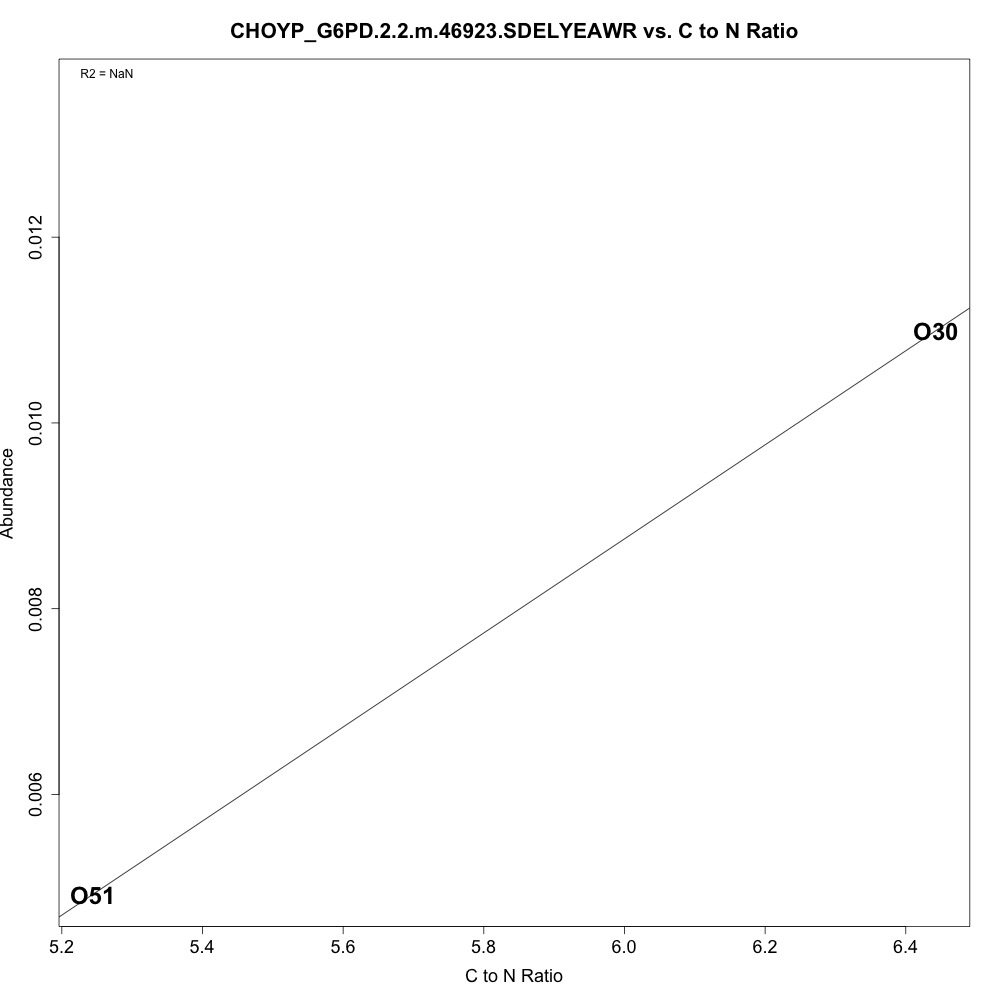 CHOYP_G6PD.2.2.m.46923.SDELYEAWR vs. C to N Ratio
R2 = NaN
0.012
0.010
0.008
0.006
Abundance
O30
O51
5.2 5.4 5.6 5.8 6.0 6.2 6.4
C to N Ratio